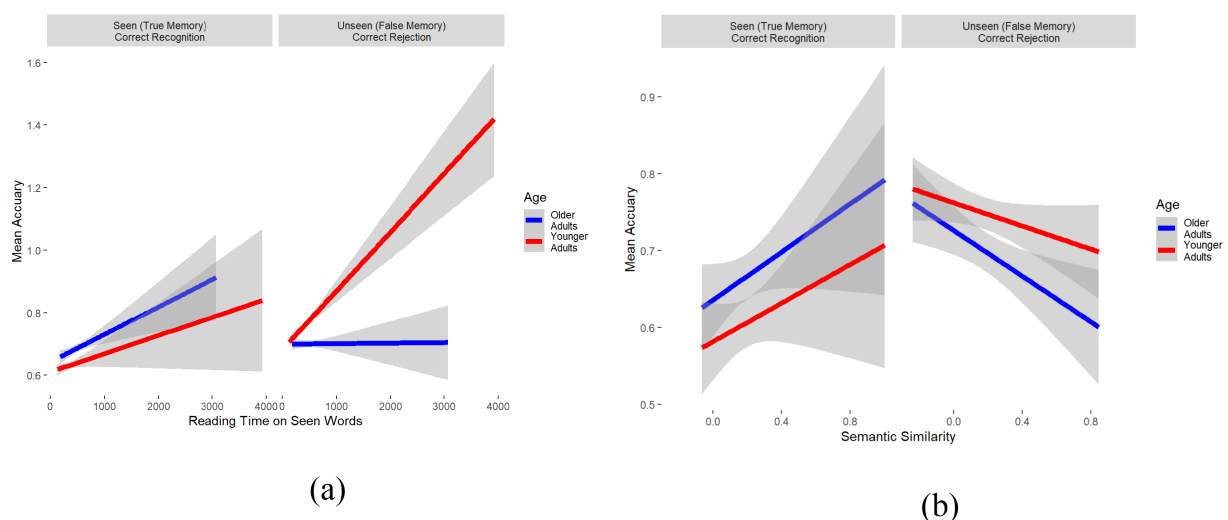 Seen (True Memory)
Correct Recognition
Unseen (False Memory)
Correct Rejection
1.6
1.4
1.2
1.0
0.8
0.6
Mean Accuary
0
1000
2000
3000
4000
0
1000
2000
3000
4000
Reading Time on Seen Words
Age
Older
Adults
Younger
Adults
(a)
Seen (True Memory)
Correct Recognition
Unseen (False Memory)
Correct Rejection
0.9
0.8
0.7
0.6
0.5
Mean Accuary
0.0
0.4
0.8
0.0
0.4
0.8
Semantic Similarity
Age
Older
Adults
Younger
Adults
(b)